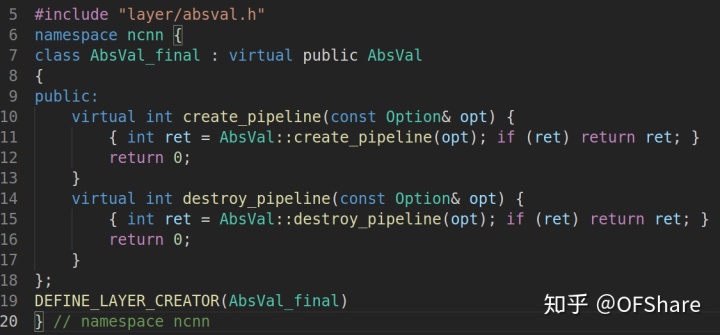 5 #include "layer/absval.h"
6 namespace ncnn {
7 class AbsVal_final : virtual public AbsVal
8 {
9 public:
10     virtual int create_pipeline(const Option& opt) {
11         { int ret = AbsVal::create_pipeline(opt); if (ret) return ret; }
12         return 0;
13     }
14     virtual int destroy_pipeline(const Option& opt) {
15         { int ret = AbsVal::destroy_pipeline(opt); if (ret) return ret; }
16         return 0;
17     }
18 };
19 DEFINE_LAYER_CREATOR(AbsVal_final)
20 } // namespace ncnn
知乎 @OFShare